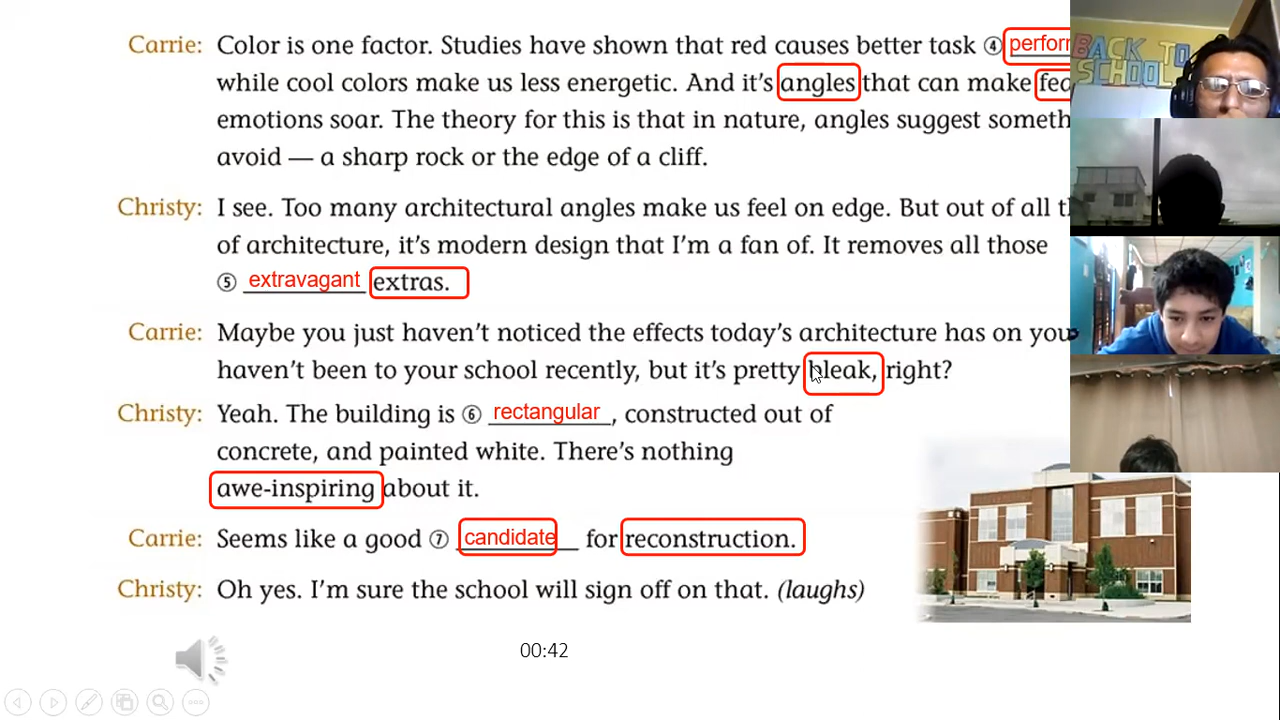 Carrie: Color is one factor. Studies have shown that red causes better task ④ perfor
while cool colors make us less energetic. And it's angles that can make
emotions soar. The theory for this is that in nature, angles suggest someth
avoid — a sharp rock or the edge of a cliff.
Christy: I see. Too many architectural angles make us feel on edge. But out of all
of architecture, it's modern design that I'm a fan of. It removes all those
⑤ extravagant extras.
Carrie: Maybe you just haven't noticed the effects today's architecture has on you
haven't been to your school recently, but it's pretty bleak, right?
Christy: Yeah. The building is ⑥ rectangular, constructed out of
concrete, and painted white. There's nothing
awe-inspiring about it.
Carrie: Seems like a good ⑦ candidate for reconstruction.
Christy: Oh yes. I'm sure the school will sign off on that. (laughs)
00:42
BACK TO
SCHOOL